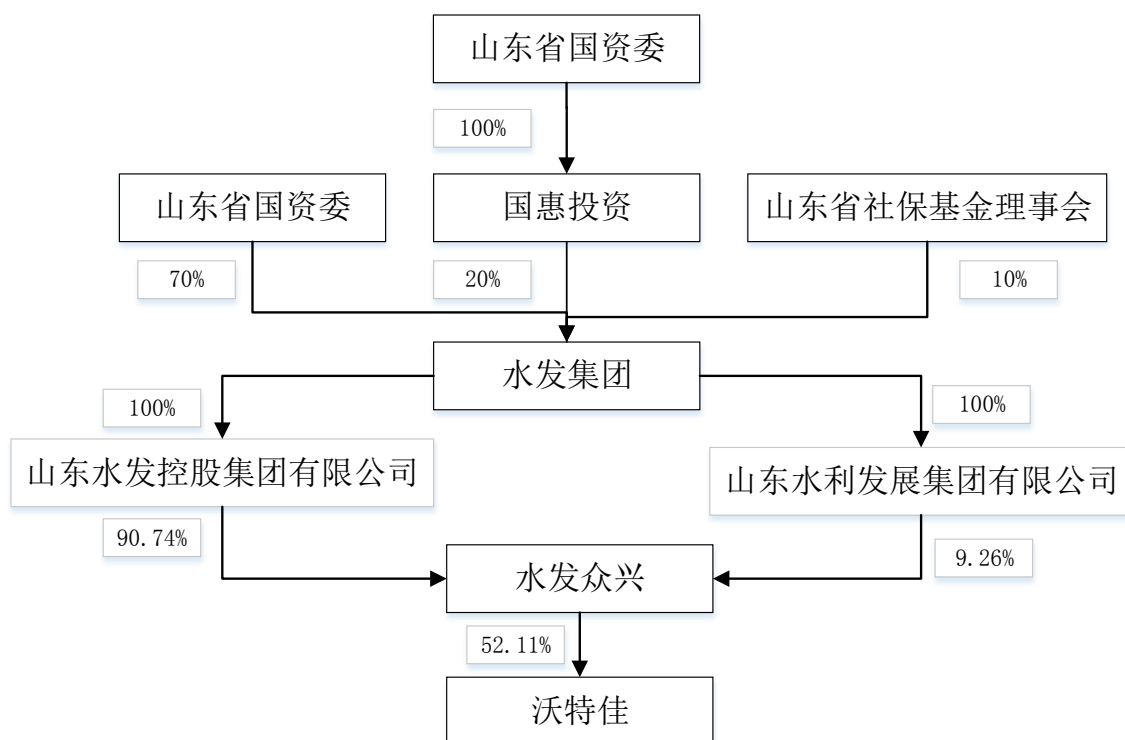 山东省国资委
100%
山东省国资委
国惠投资
山东省社保基金理事会
70%
20%
10%
水发集团
100%
100%
山东水发控股集团有限公司
山东水利发展集团有限公司
90.74%
9.26%
水发众兴
52.11%
沃特佳